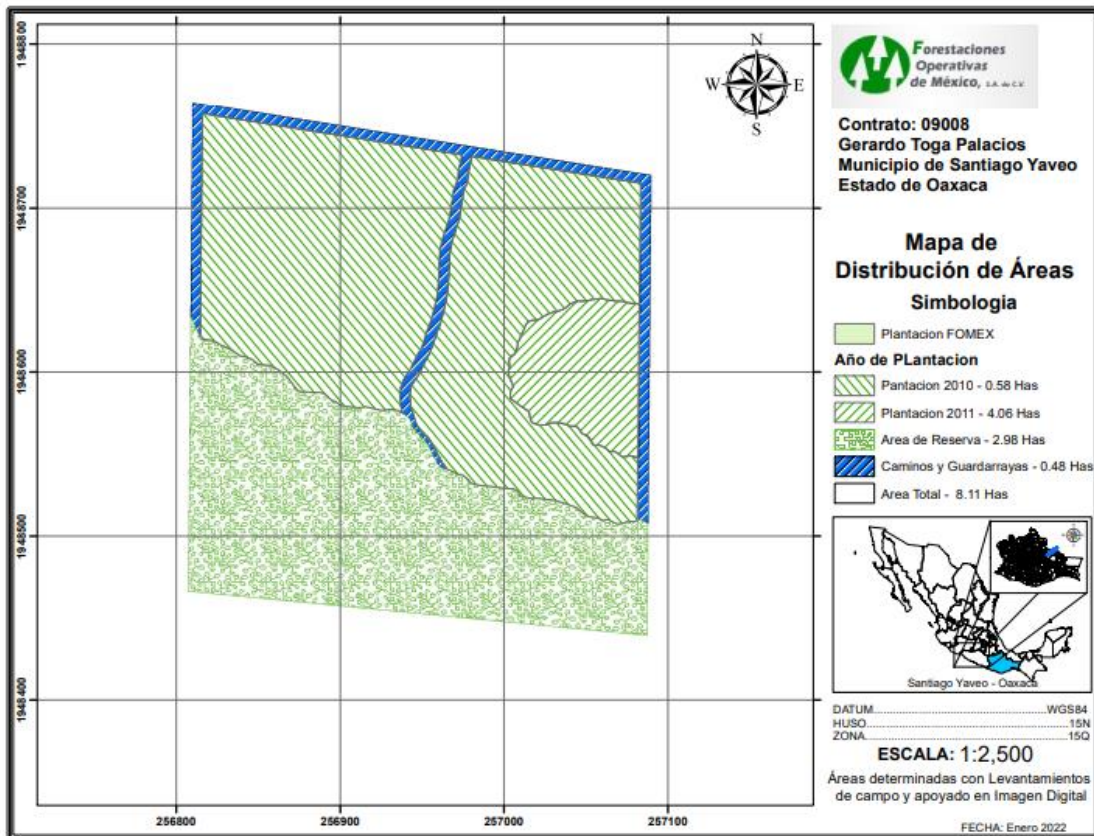 Forestaciones
Operativas
de México, S.A. de C.V.
Contrato: 09008
Gerardo Toga Palacios
Municipio de Santiago Yaveo
Estado de Oaxaca
Mapa de
Distribución de Áreas
Simbologia
Plantacion FOMEX
Año de PLantacion
Pantacion 2010 - 0.58 Has
Plantacion 2011 - 4.06 Has
Area de Reserva - 2.98 Has
Caminos y Guardarrayas - 0.48 Has
Area Total - 8.11 Has
Santiago Yaveo - Oaxaca
DATUM WGS84
HUSO 15N
ZONA 15Q
ESCALA: 1:2,500
Áreas determinadas con Levantamientos
de campo y apoyado en Imagen Digital
FECHA: Enero 2022
N
W E
S
1948800
1948700
1948600
1948500
1948400
256800 256900 257000 257100